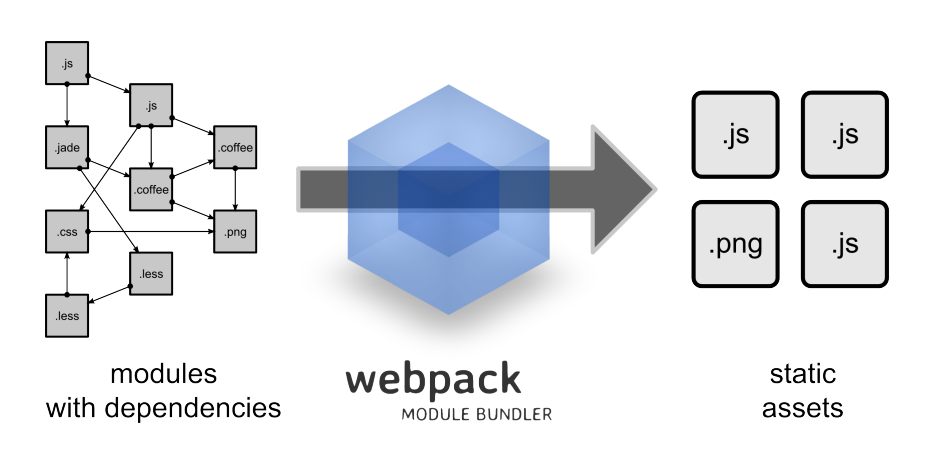 .js
.js
.jade
.coffee
.coffee
.css
.png
.less
.less
modules
with dependencies
webpack
MODULE BUNDLER
.js
.js
.png
.js
static
assets